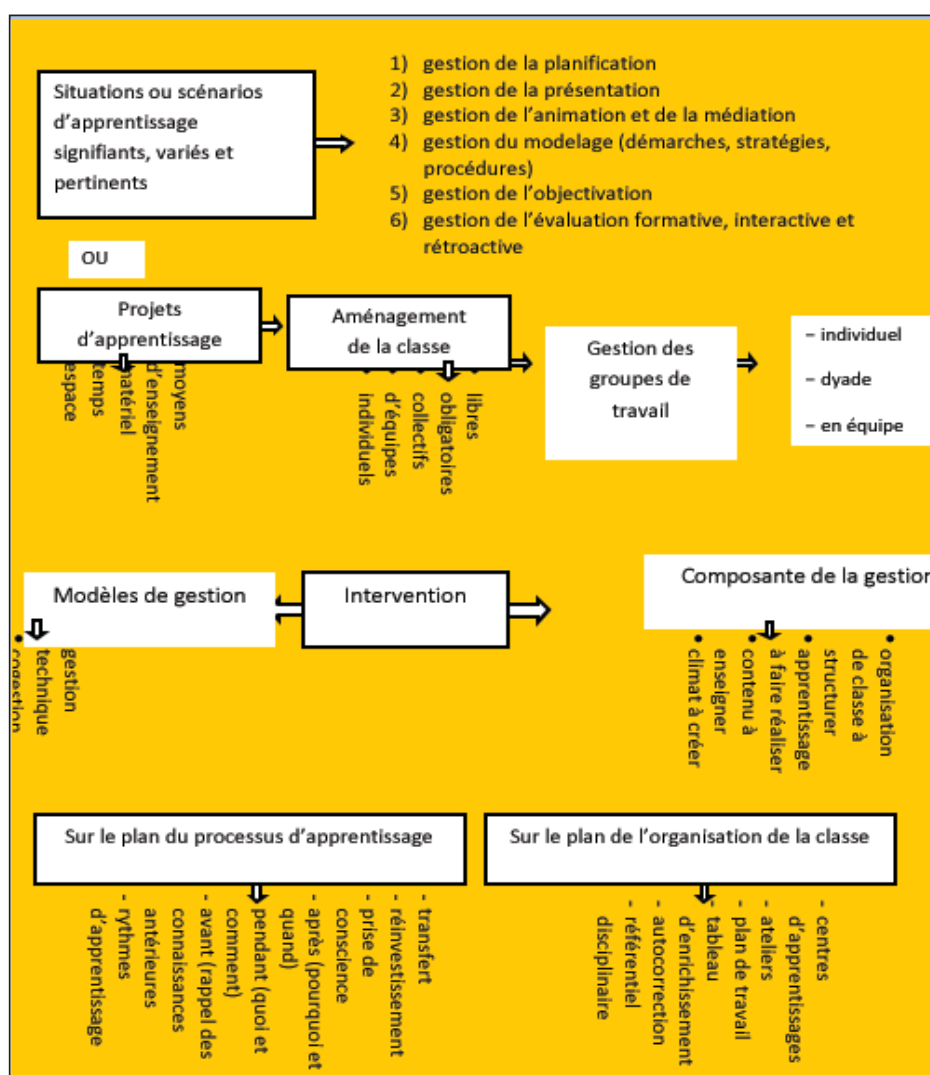 Situations ou scénarios
d'apprentissage
signifiants, variés et
pertinents
1) gestion de la planification
2) gestion de la présentation
3) gestion de l'animation et de la médiation
4) gestion du modelage (démarches, stratégies,
procédures)
5) gestion de l'objectivation
6) gestion de l'évaluation formative, interactive et
rétroactive
OU
Projets
d'apprentissage
moyens
d'enseignement
matériel
temps
espace
Aménagement
de la classe
libres
obligatoires
collectifs
d'équipes
individuels
Gestion des
groupes de
travail
– individuel
– dyade
– en équipe
Modèles de gestion
gestion
technique
• cogestion
Intervention
Composante de la gestion
• organisation
de classe à
structurer
• apprentissage
à faire réaliser
• contenu à
enseigner
• climat à créer
Sur le plan du processus d'apprentissage
- transfert
- réinvestissement
- prise de
conscience
- après (pourquoi et
quand)
- pendant (quoi et
comment)
- avant (rappel des
connaissances
antérieures
- rythmes
d'apprentissage
Sur le plan de l'organisation de la classe
- centres
d'apprentissages
- ateliers
- plan de travail
- tableau
d'enrichissement
- autocorrection
- référentiel
disciplinaire